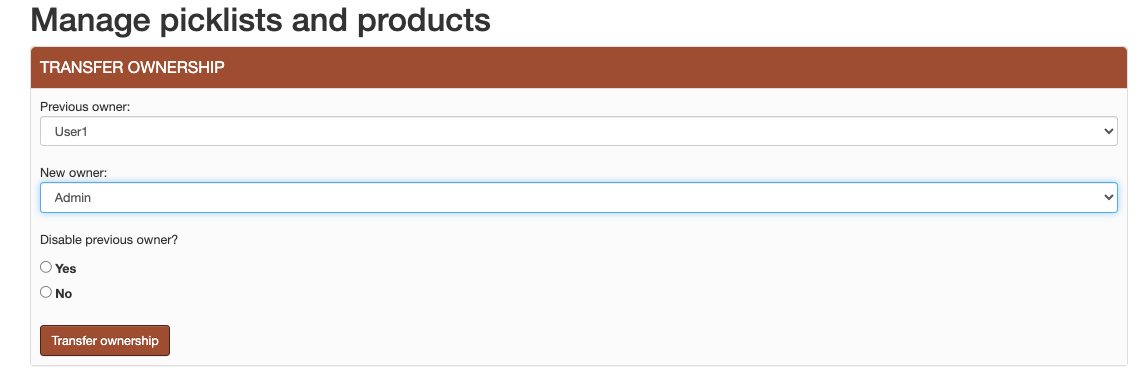 Manage picklists and products
TRANSFER OWNERSHIP
Previous owner:
User1
New owner:
Admin
Disable previous owner?
Yes
No
Transfer ownership